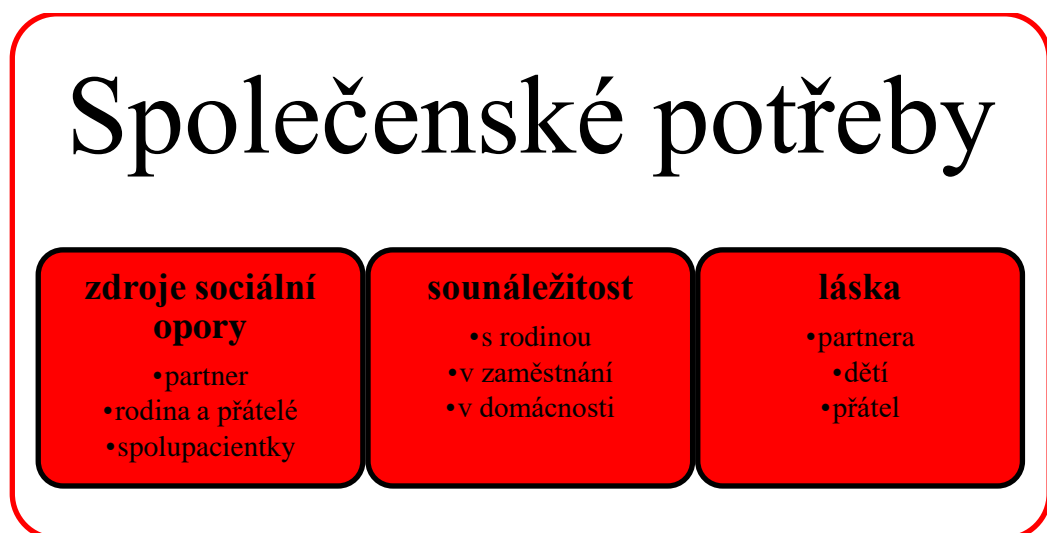 Společenské potřeby
zdroje sociální
opory
•partner
•rodina a přátelé
•spolupacientky
sounáležitost
•s rodinou
•v zaměstnání
•v domácnosti
láska
•partnera
•dětí
•přátel